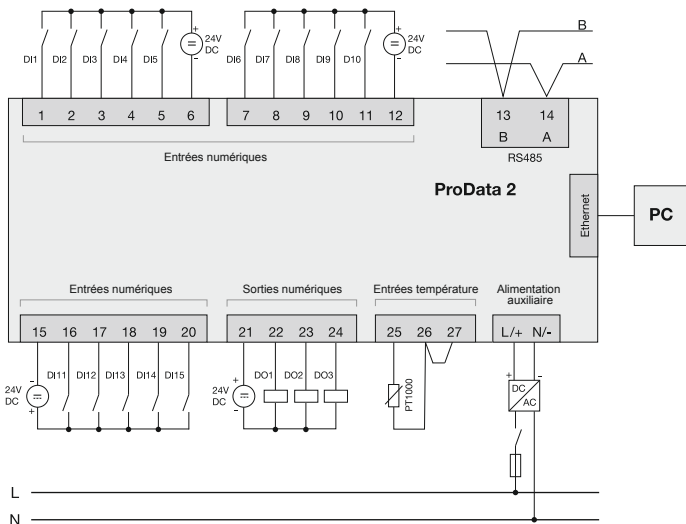 B
A
DI1 DI2 DI3 DI4 DI5 + 24V DC -
DI6 DI7 DI8 DI9 D10 + 24V DC -
1 2 3 4 5 6
7 8 9 10 11 12
13 14
B A
Entrées numériques
RS485
ProData 2
Ethernet
PC
Entrées numériques
Sorties numériques
Entrées température
Alimentation
auxiliaire
15 16 17 18 19 20
21 22 23 24
25 26 27
L/+ N/-
24V DC - + DI11 DI12 DI13 DI14 DI15
24V DC + - DO1 DO2 DO3
PT1000
+ -
DC
AC
L
N